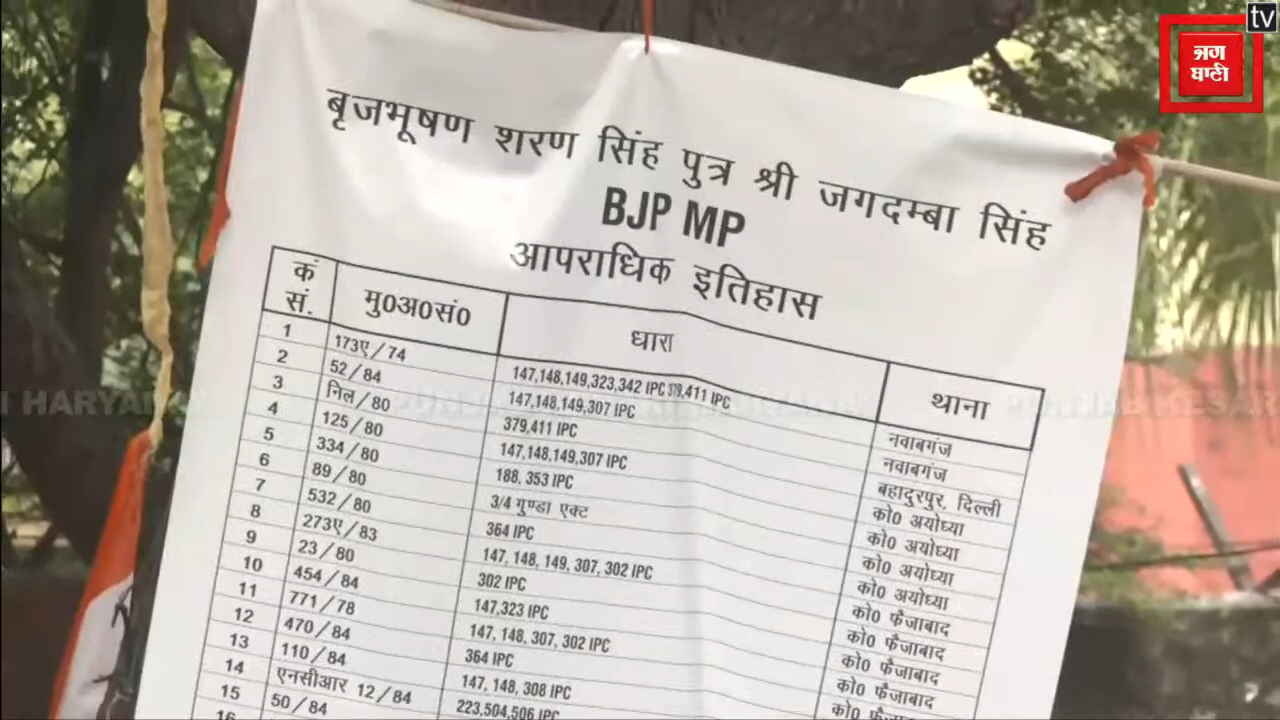 tv
ਜਗ
ਬਾਣੀ
बृजभूषण शरण सिंह पुत्र श्री जगदम्बा सिंह
BJP MP
आपराधिक इतिहास
कं सं. मु0अ0सं0 धारा थाना
1 173ए/74 147,148,149,323,342 IPC 379,411 IPC नवाबगंज
2 52/84 147,148,149,307 IPC नवाबगंज
3 निल/80 379,411 IPC बहादुरपुर, दिल्ली
4 125/80 147,148,149,307 IPC को0 अयोध्या
5 334/80 188, 353 IPC को0 अयोध्या
6 89/80 3/4 गुण्डा एक्ट को0 अयोध्या
7 532/80 364 IPC को0 अयोध्या
8 273ए/83 147, 148, 149, 307, 302 IPC को0 फैजाबाद
9 23/80 302 IPC को0 फैजाबाद
10 454/84 147,323 IPC को0 फैजाबाद
11 771/78 147, 148, 307, 302 IPC को0 फैजाबाद
12 470/84 364 IPC को0 फैजाबाद
13 110/84 147, 148, 308 IPC
14 एनसीआर 12/84 223,504,506 IPC
15 50/84
16